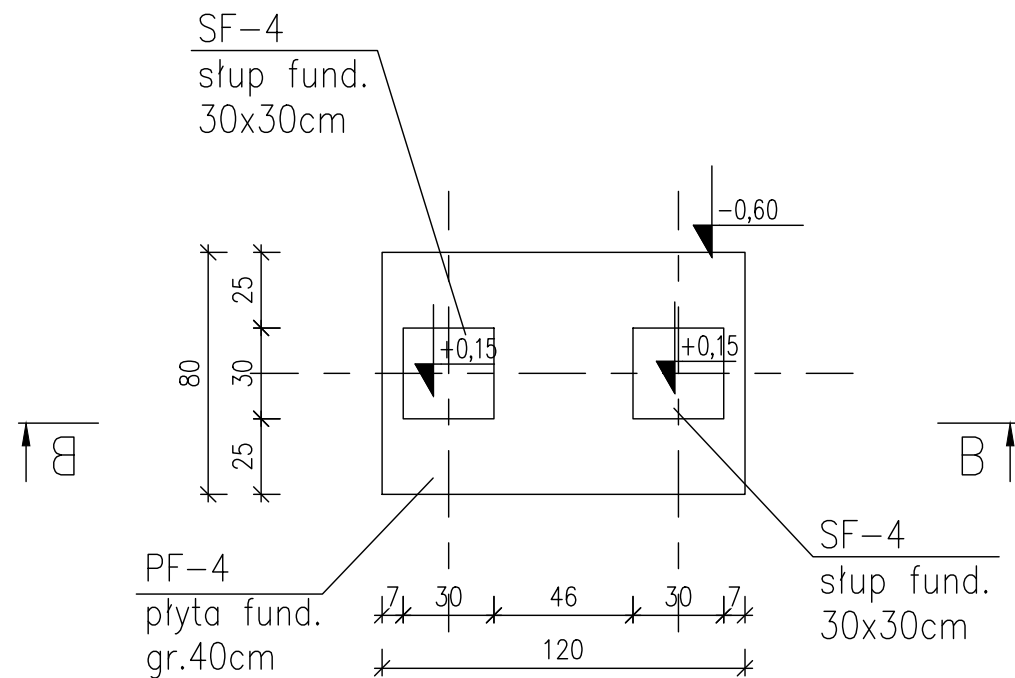 SF-4
słup fund.
30x30cm
-0,60
25
+0,15
+0,15
80
30
25
B
B
SF-4
słup fund.
30x30cm
PF-4
płyta fund.
gr.40cm
7 30 46 30 7
120